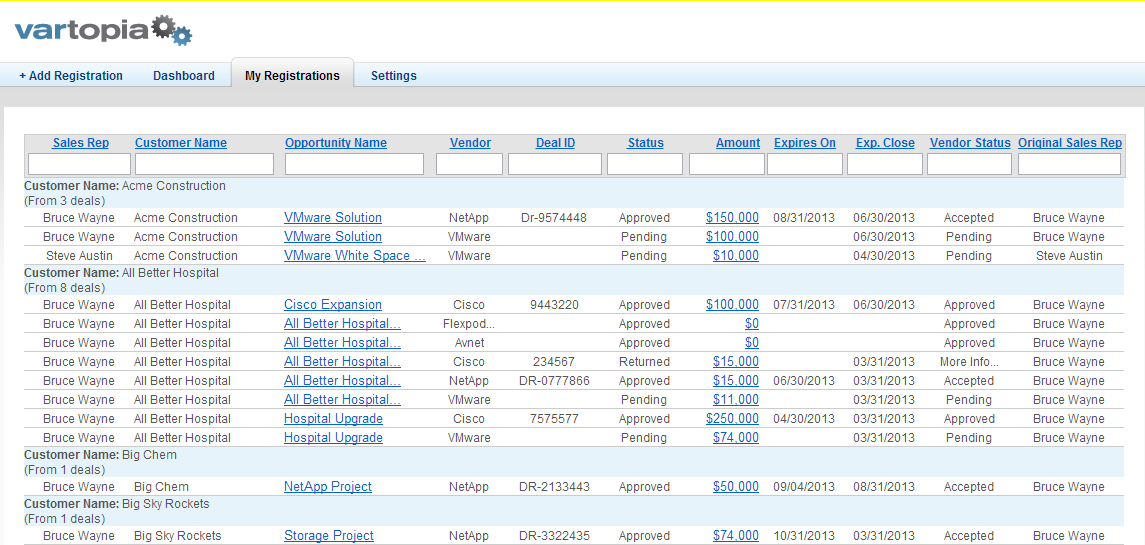 vartopia
+ Add Registration Dashboard My Registrations Settings
Sales Rep Customer Name Opportunity Name Vendor Deal ID Status Amount Expires On Exp. Close Vendor Status Original Sales Rep
Customer Name: Acme Construction
(From 3 deals)
Bruce Wayne Acme Construction VMware Solution NetApp Dr-9574448 Approved $150,000 08/31/2013 06/30/2013 Accepted Bruce Wayne
Bruce Wayne Acme Construction VMware Solution VMware Pending $100,000 06/30/2013 Pending Bruce Wayne
Steve Austin Acme Construction VMware White Space ... VMware Pending $10,000 04/30/2013 Pending Steve Austin
Customer Name: All Better Hospital
(From 8 deals)
Bruce Wayne All Better Hospital Cisco Expansion Cisco 9443220 Approved $100,000 07/31/2013 06/30/2013 Approved Bruce Wayne
Bruce Wayne All Better Hospital All Better Hospital... Flexpod... Approved $0 Approved Bruce Wayne
Bruce Wayne All Better Hospital All Better Hospital... Avnet Approved $0 Approved Bruce Wayne
Bruce Wayne All Better Hospital All Better Hospital... Cisco 234567 Returned $15,000 03/31/2013 More Info... Bruce Wayne
Bruce Wayne All Better Hospital All Better Hospital... NetApp DR-0777866 Approved $15,000 06/30/2013 03/31/2013 Accepted Bruce Wayne
Bruce Wayne All Better Hospital All Better Hospital... VMware Pending $11,000 03/31/2013 Pending Bruce Wayne
Bruce Wayne All Better Hospital Hospital Upgrade Cisco 7575577 Approved $250,000 04/30/2013 03/31/2013 Approved Bruce Wayne
Bruce Wayne All Better Hospital Hospital Upgrade VMware Pending $74,000 03/31/2013 Pending Bruce Wayne
Customer Name: Big Chem
(From 1 deals)
Bruce Wayne Big Chem NetApp Project NetApp DR-2133443 Approved $50,000 09/04/2013 08/31/2013 Accepted Bruce Wayne
Customer Name: Big Sky Rockets
(From 1 deals)
Bruce Wayne Big Sky Rockets Storage Project NetApp DR-3322435 Approved $74,000 10/31/2013 03/31/2013 Accepted Bruce Wayne